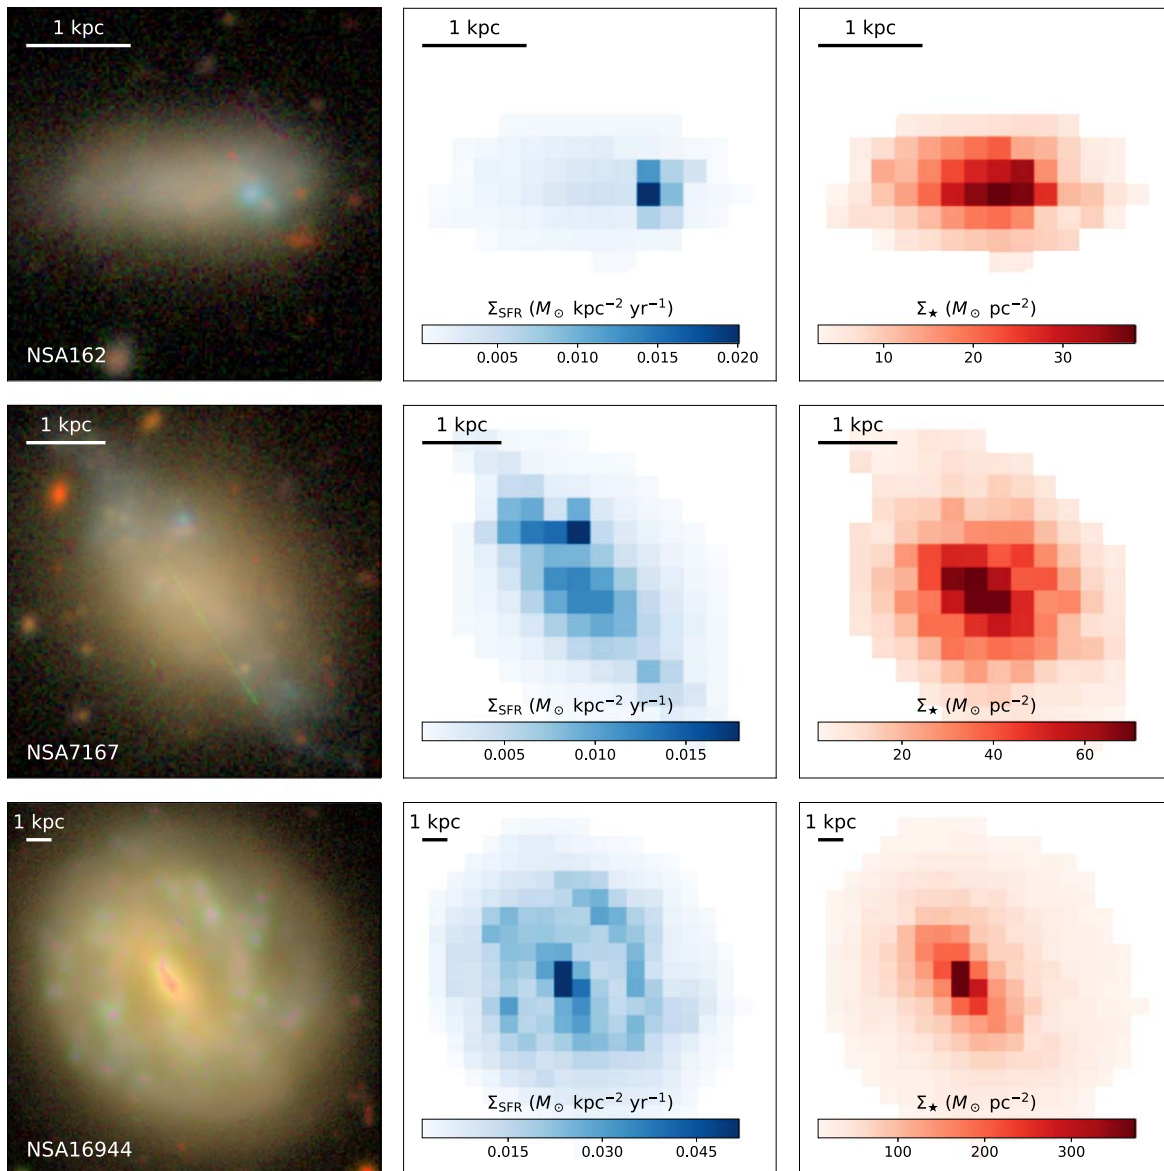 1 kpc
1 kpc
1 kpc
Σ_SFR (M_⊙ kpc⁻² yr⁻¹)
Σ_★ (M_⊙ pc⁻²)
NSA162
0.005 0.010 0.015 0.020
10 20 30
1 kpc
1 kpc
1 kpc
Σ_SFR (M_⊙ kpc⁻² yr⁻¹)
Σ_★ (M_⊙ pc⁻²)
NSA7167
0.005 0.010 0.015
20 40 60
1 kpc
1 kpc
1 kpc
Σ_SFR (M_⊙ kpc⁻² yr⁻¹)
Σ_★ (M_⊙ pc⁻²)
NSA16944
0.015 0.030 0.045
100 200 300